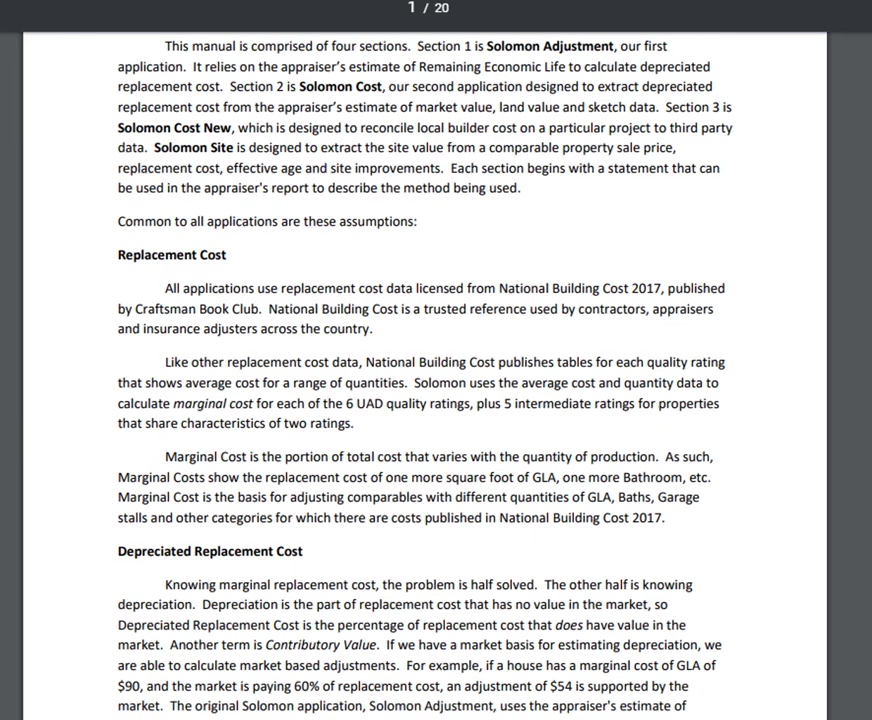 1 / 20
This manual is comprised of four sections. Section 1 is Solomon Adjustment, our first
application. It relies on the appraiser's estimate of Remaining Economic Life to calculate depreciated
replacement cost. Section 2 is Solomon Cost, our second application designed to extract depreciated
replacement cost from the appraiser's estimate of market value, land value and sketch data. Section 3 is
Solomon Cost New, which is designed to reconcile local builder cost on a particular project to third party
data. Solomon Site is designed to extract the site value from a comparable property sale price,
replacement cost, effective age and site improvements. Each section begins with a statement that can
be used in the appraiser's report to describe the method being used.
Common to all applications are these assumptions:
Replacement Cost
All applications use replacement cost data licensed from National Building Cost 2017, published
by Craftsman Book Club. National Building Cost is a trusted reference used by contractors, appraisers
and insurance adjusters across the country.
Like other replacement cost data, National Building Cost publishes tables for each quality rating
that shows average cost for a range of quantities. Solomon uses the average cost and quantity data to
calculate marginal cost for each of the 6 UAD quality ratings, plus 5 intermediate ratings for properties
that share characteristics of two ratings.
Marginal Cost is the portion of total cost that varies with the quantity of production. As such,
Marginal Costs show the replacement cost of one more square foot of GLA, one more Bathroom, etc.
Marginal Cost is the basis for adjusting comparables with different quantities of GLA, Baths, Garage
stalls and other categories for which there are costs published in National Building Cost 2017.
Depreciated Replacement Cost
Knowing marginal replacement cost, the problem is half solved. The other half is knowing
depreciation. Depreciation is the part of replacement cost that has no value in the market, so
Depreciated Replacement Cost is the percentage of replacement cost that does have value in the
market. Another term is Contributory Value. If we have a market basis for estimating depreciation, we
are able to calculate market based adjustments. For example, if a house has a marginal cost of GLA of
$90, and the market is paying 60% of replacement cost, an adjustment of $54 is supported by the
market. The original Solomon application, Solomon Adjustment, uses the appraiser's estimate of